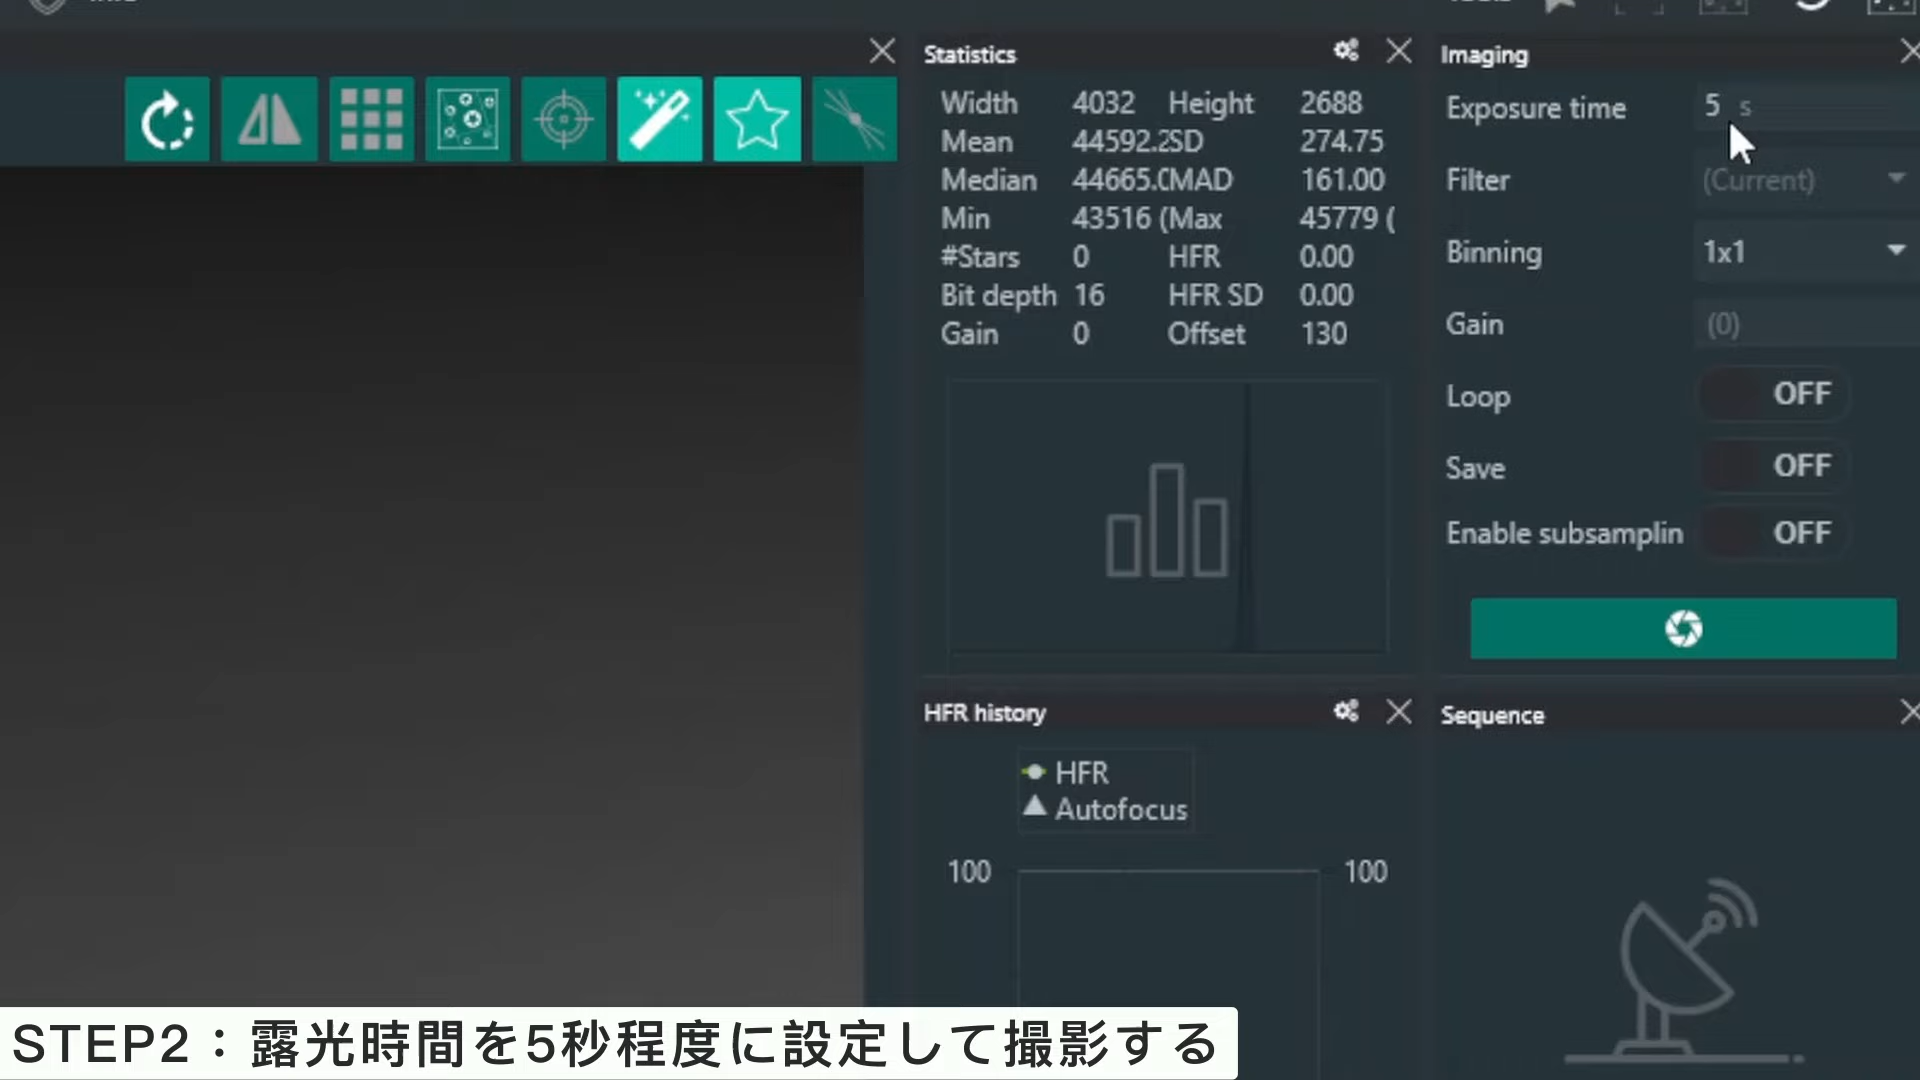 Statistics
Width 4032 Height 2688
Mean 44592.2 SD 274.75
Median 44665.0 MAD 161.00
Min 43516 ( Max 45779 (
#Stars 0 HFR 0.00
Bit depth 16 HFR SD 0.00
Gain 0 Offset 130
Imaging
Exposure time 5 s
Filter (Current)
Binning 1x1
Gain (0)
Loop OFF
Save OFF
Enable subsamplin OFF
HFR history
HFR
Autofocus
100 100
Sequence
STEP2：露光時間を5秒程度に設定して撮影する